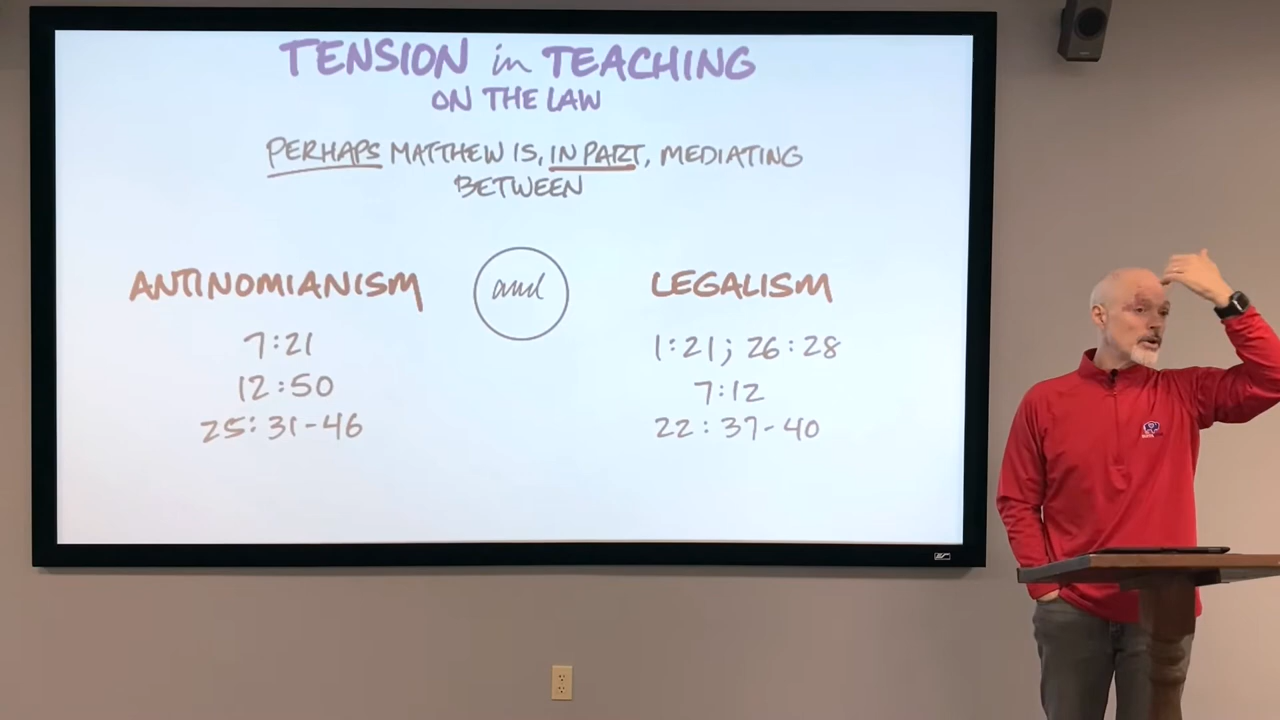 TENSION in TEACHING
ON THE LAW
PERHAPS MATTHEW IS, IN PART, MEDIATING
BETWEEN
ANTINOMIANISM and LEGALISM
7:21 1:21; 26:28
12:50 7:12
25:31-46 22:37-40